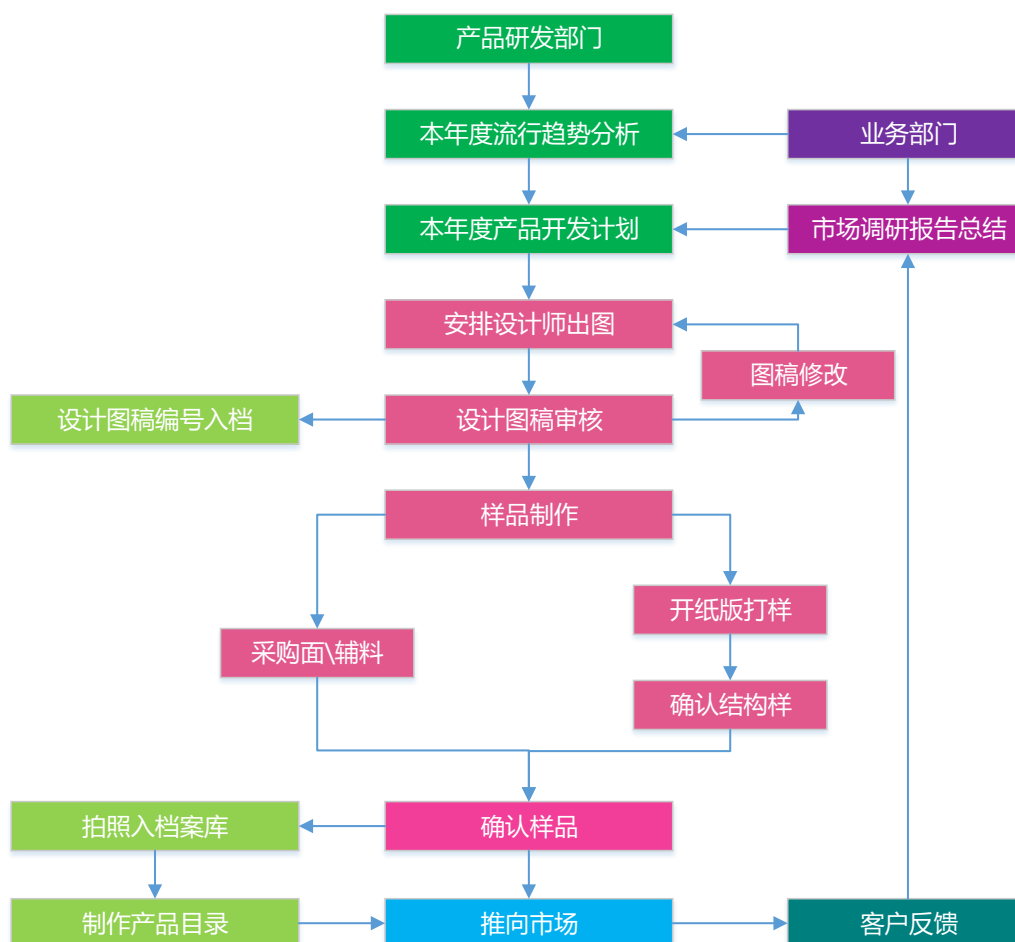 产品研发部门
本年度流行趋势分析
业务部门
本年度产品开发计划
市场调研报告总结
安排设计师出图
图稿修改
设计图稿编号入档
设计图稿审核
样品制作
开纸版打样
采购面\辅料
确认结构样
拍照入档案库
确认样品
制作产品目录
推向市场
客户反馈